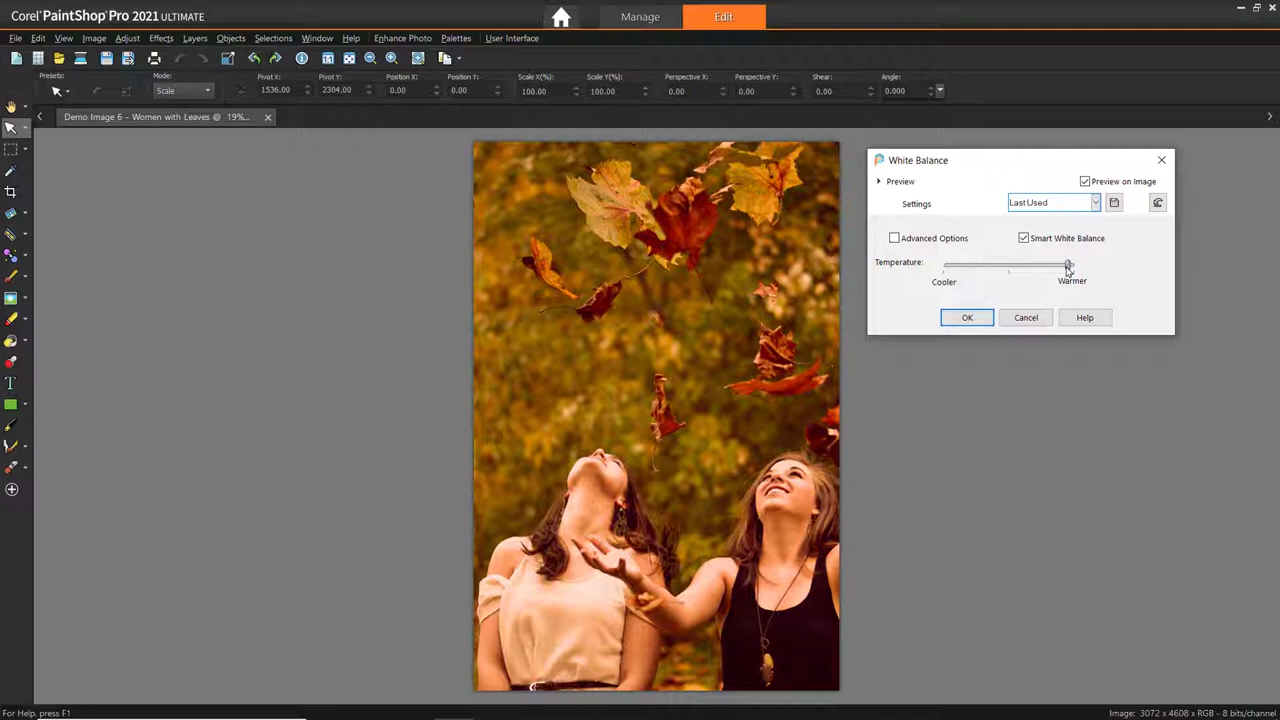 Corel PaintShop Pro 2021 ULTIMATE
Manage
Edit
File Edit View Image Adjust Effects Layers Objects Selections Window Help Enhance Photo Palettes User Interface
Presets: Mode: Pivot X: Pivot Y: Position X: Position Y: Scale X(%): Scale Y(%): Perspective X: Perspective Y: Shear: Angle:
Scale 1536.00 2304.00 0.00 0.00 100.00 100.00 0.00 0.00 0.00 0.000
Demo Image 6 - Women with Leaves @ 19%...
White Balance
Preview
Preview on Image
Settings
Last Used
Advanced Options
Smart White Balance
Temperature:
Cooler
Warmer
OK
Cancel
Help
For Help, press F1
Image: 3072 x 4608 x RGB - 8 bits/channel